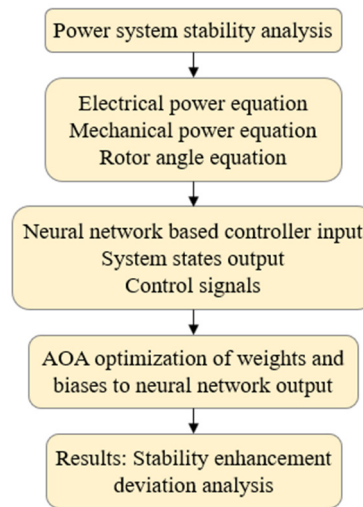 Power system stability analysis
Electrical power equation
Mechanical power equation
Rotor angle equation
Neural network based controller input
System states output
Control signals
AOA optimization of weights and
biases to neural network output
Results: Stability enhancement
deviation analysis